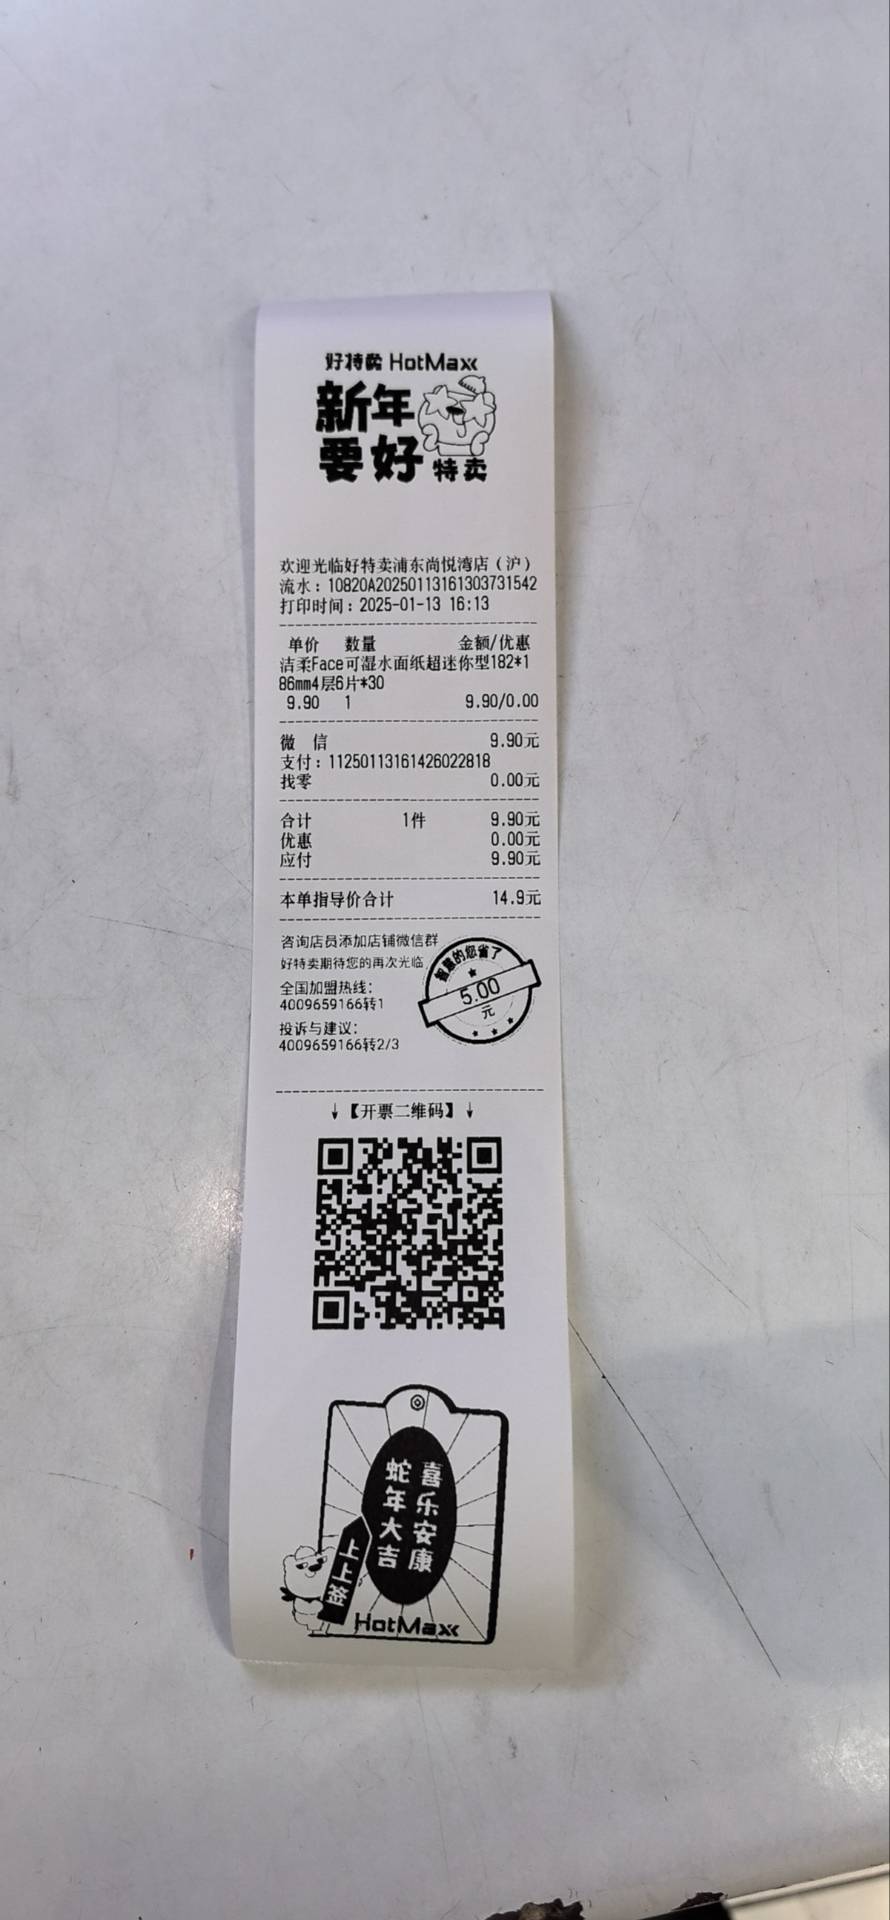 好特卖 HotMaxx
新年
要好特卖
欢迎光临好特卖浦东尚悦湾店（沪）
流水：10820A20250113161303731542
打印时间：2025-01-13 16:13
单价 数量 金额/优惠
洁柔Face可湿水面纸超迷你型182*1
86mm4层6片*30
9.90 1 9.90/0.00
微 信 9.90元
支付：11250113161426022818
找零 0.00元
合计 1件 9.90元
优惠 0.00元
应付 9.90元
本单指导价合计 14.9元
咨询店员添加店铺微信群
好特卖期待您的再次光临
全国加盟热线：
4009659166转1
投诉与建议：
4009659166转2/3
智慧的您省了
5.00
元
↓【开票二维码】↓
喜乐安康
蛇年大吉
上上签
HotMaxx